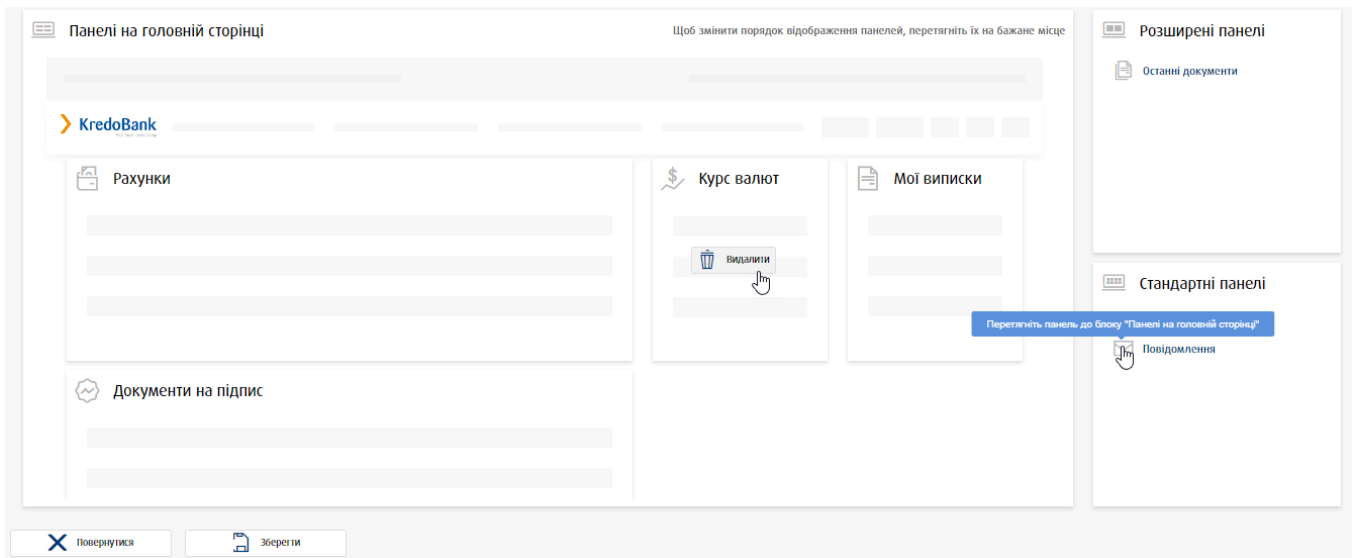 Панелі на головній сторінці
Щоб змінити порядок відображення панелей, перетягніть їх на бажане місце
Розширені панелі
Останні документи
KredoBank
Рахунки
Курс валют
Мої виписки
Видалити
Стандартні панелі
Перетягніть панель до блоку "Панелі на головній сторінці"
Повідомлення
Документи на підпис
Повернутися
Зберегти